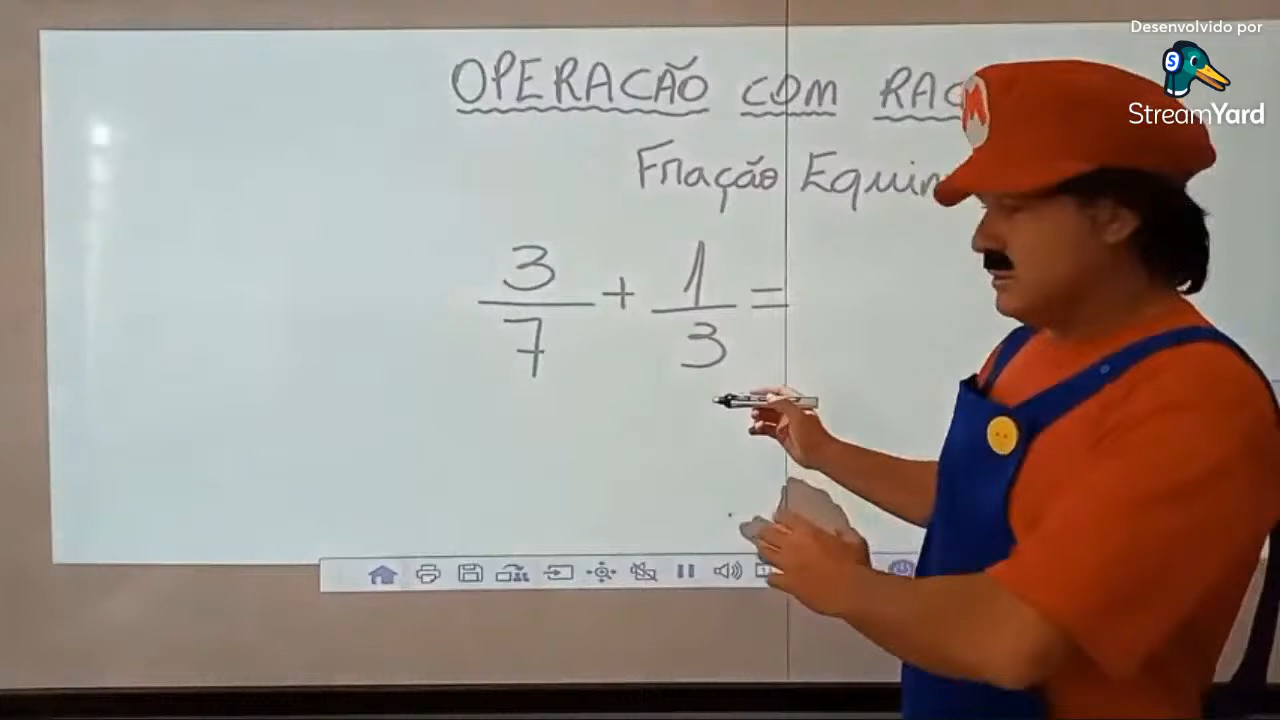 Desenvolvido por
StreamYard
OPERACÃO COM
Fração
3/7 + 1/3 =